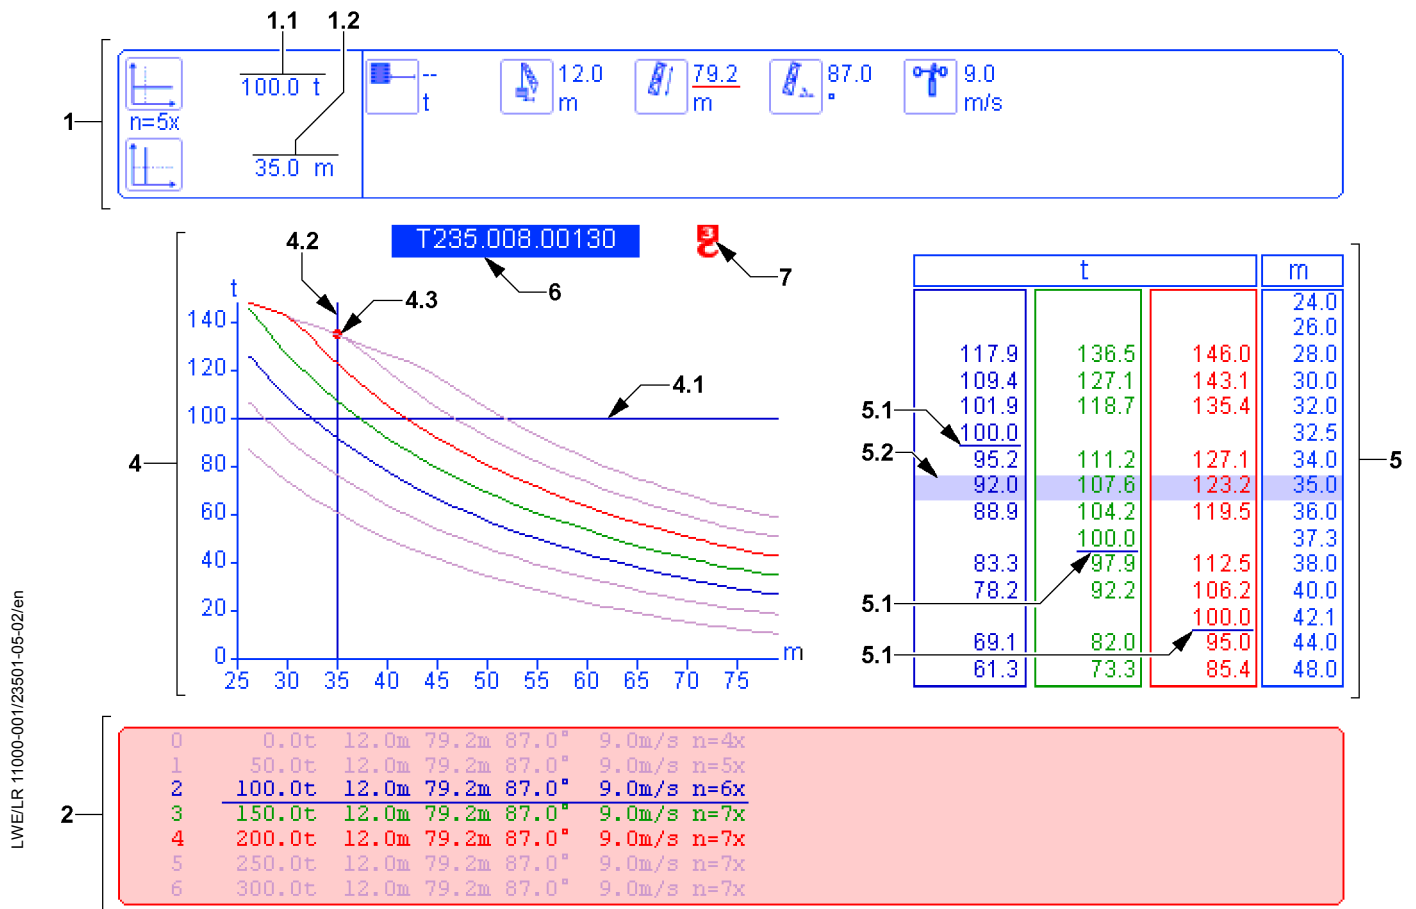 1.1 1.2
1
100.0 t
n=5x
35.0 m
-- t
12.0 m
79.2 m
87.0 °
9.0 m/s
4.2
T235.008.00130
4.3
6
7
4
t
140
120
100
80
60
40
20
0
4.1
25 30 35 40 45 50 55 60 65 70 75
m
t m
24.0
26.0
117.9 136.5 146.0 28.0
109.4 127.1 143.1 30.0
101.9 118.7 135.4 32.0
5.1
100.0 32.5
95.2 111.2 127.1 34.0
5.2
92.0 107.6 123.2 35.0
88.9 104.2 119.5 36.0
100.0 37.3
83.3 97.9 112.5 38.0
78.2 92.2 106.2 40.0
5.1
100.0 42.1
69.1 82.0 95.0 44.0
5.1
61.3 73.3 85.4 48.0
5
2
0 0.0t 12.0m 79.2m 87.0° 9.0m/s n=4x
1 50.0t 12.0m 79.2m 87.0° 9.0m/s n=5x
2 100.0t 12.0m 79.2m 87.0° 9.0m/s n=6x
3 150.0t 12.0m 79.2m 87.0° 9.0m/s n=7x
4 200.0t 12.0m 79.2m 87.0° 9.0m/s n=7x
5 250.0t 12.0m 79.2m 87.0° 9.0m/s n=7x
6 300.0t 12.0m 79.2m 87.0° 9.0m/s n=7x
LWE/LR 11000-001/23501-05-02/en